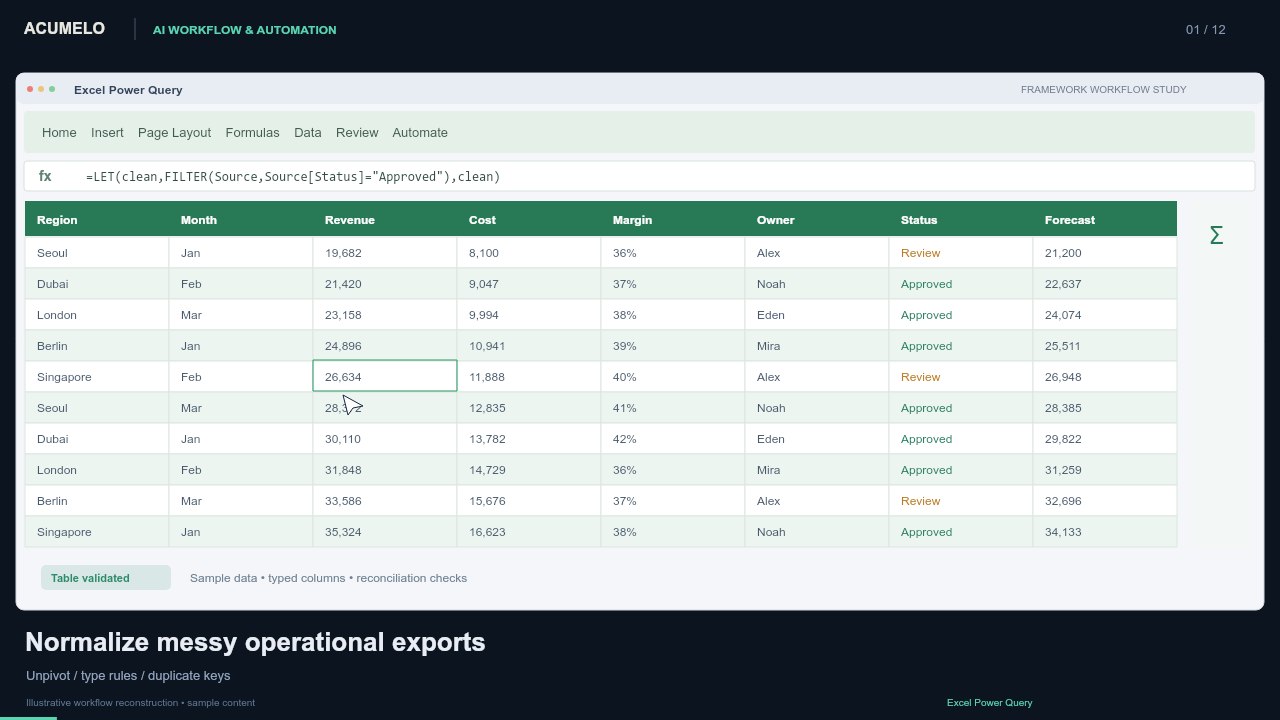 ACUMELO
AI WORKFLOW & AUTOMATION
01 / 12
Excel Power Query
FRAMEWORK WORKFLOW STUDY
Home Insert Page Layout Formulas Data Review Automate
fx =LET(clean,FILTER(Source,Source[Status]="Approved"),clean)
Region Month Revenue Cost Margin Owner Status Forecast
Σ
Seoul Jan 19,682 8,100 36% Alex Review 21,200
Dubai Feb 21,420 9,047 37% Noah Approved 22,637
London Mar 23,158 9,994 38% Eden Approved 24,074
Berlin Jan 24,896 10,941 39% Mira Approved 25,511
Singapore Feb 26,634 11,888 40% Alex Review 26,948
Seoul Mar 12,835 41% Noah Approved 28,385
Dubai Jan 30,110 13,782 42% Eden Approved 29,822
London Feb 31,848 14,729 36% Mira Approved 31,259
Berlin Mar 33,586 15,676 37% Alex Review 32,696
Singapore Jan 35,324 16,623 38% Noah Approved 34,133
Table validated
Sample data • typed columns • reconciliation checks
Normalize messy operational exports
Unpivot / type rules / duplicate keys
Illustrative workflow reconstruction • sample content
Excel Power Query